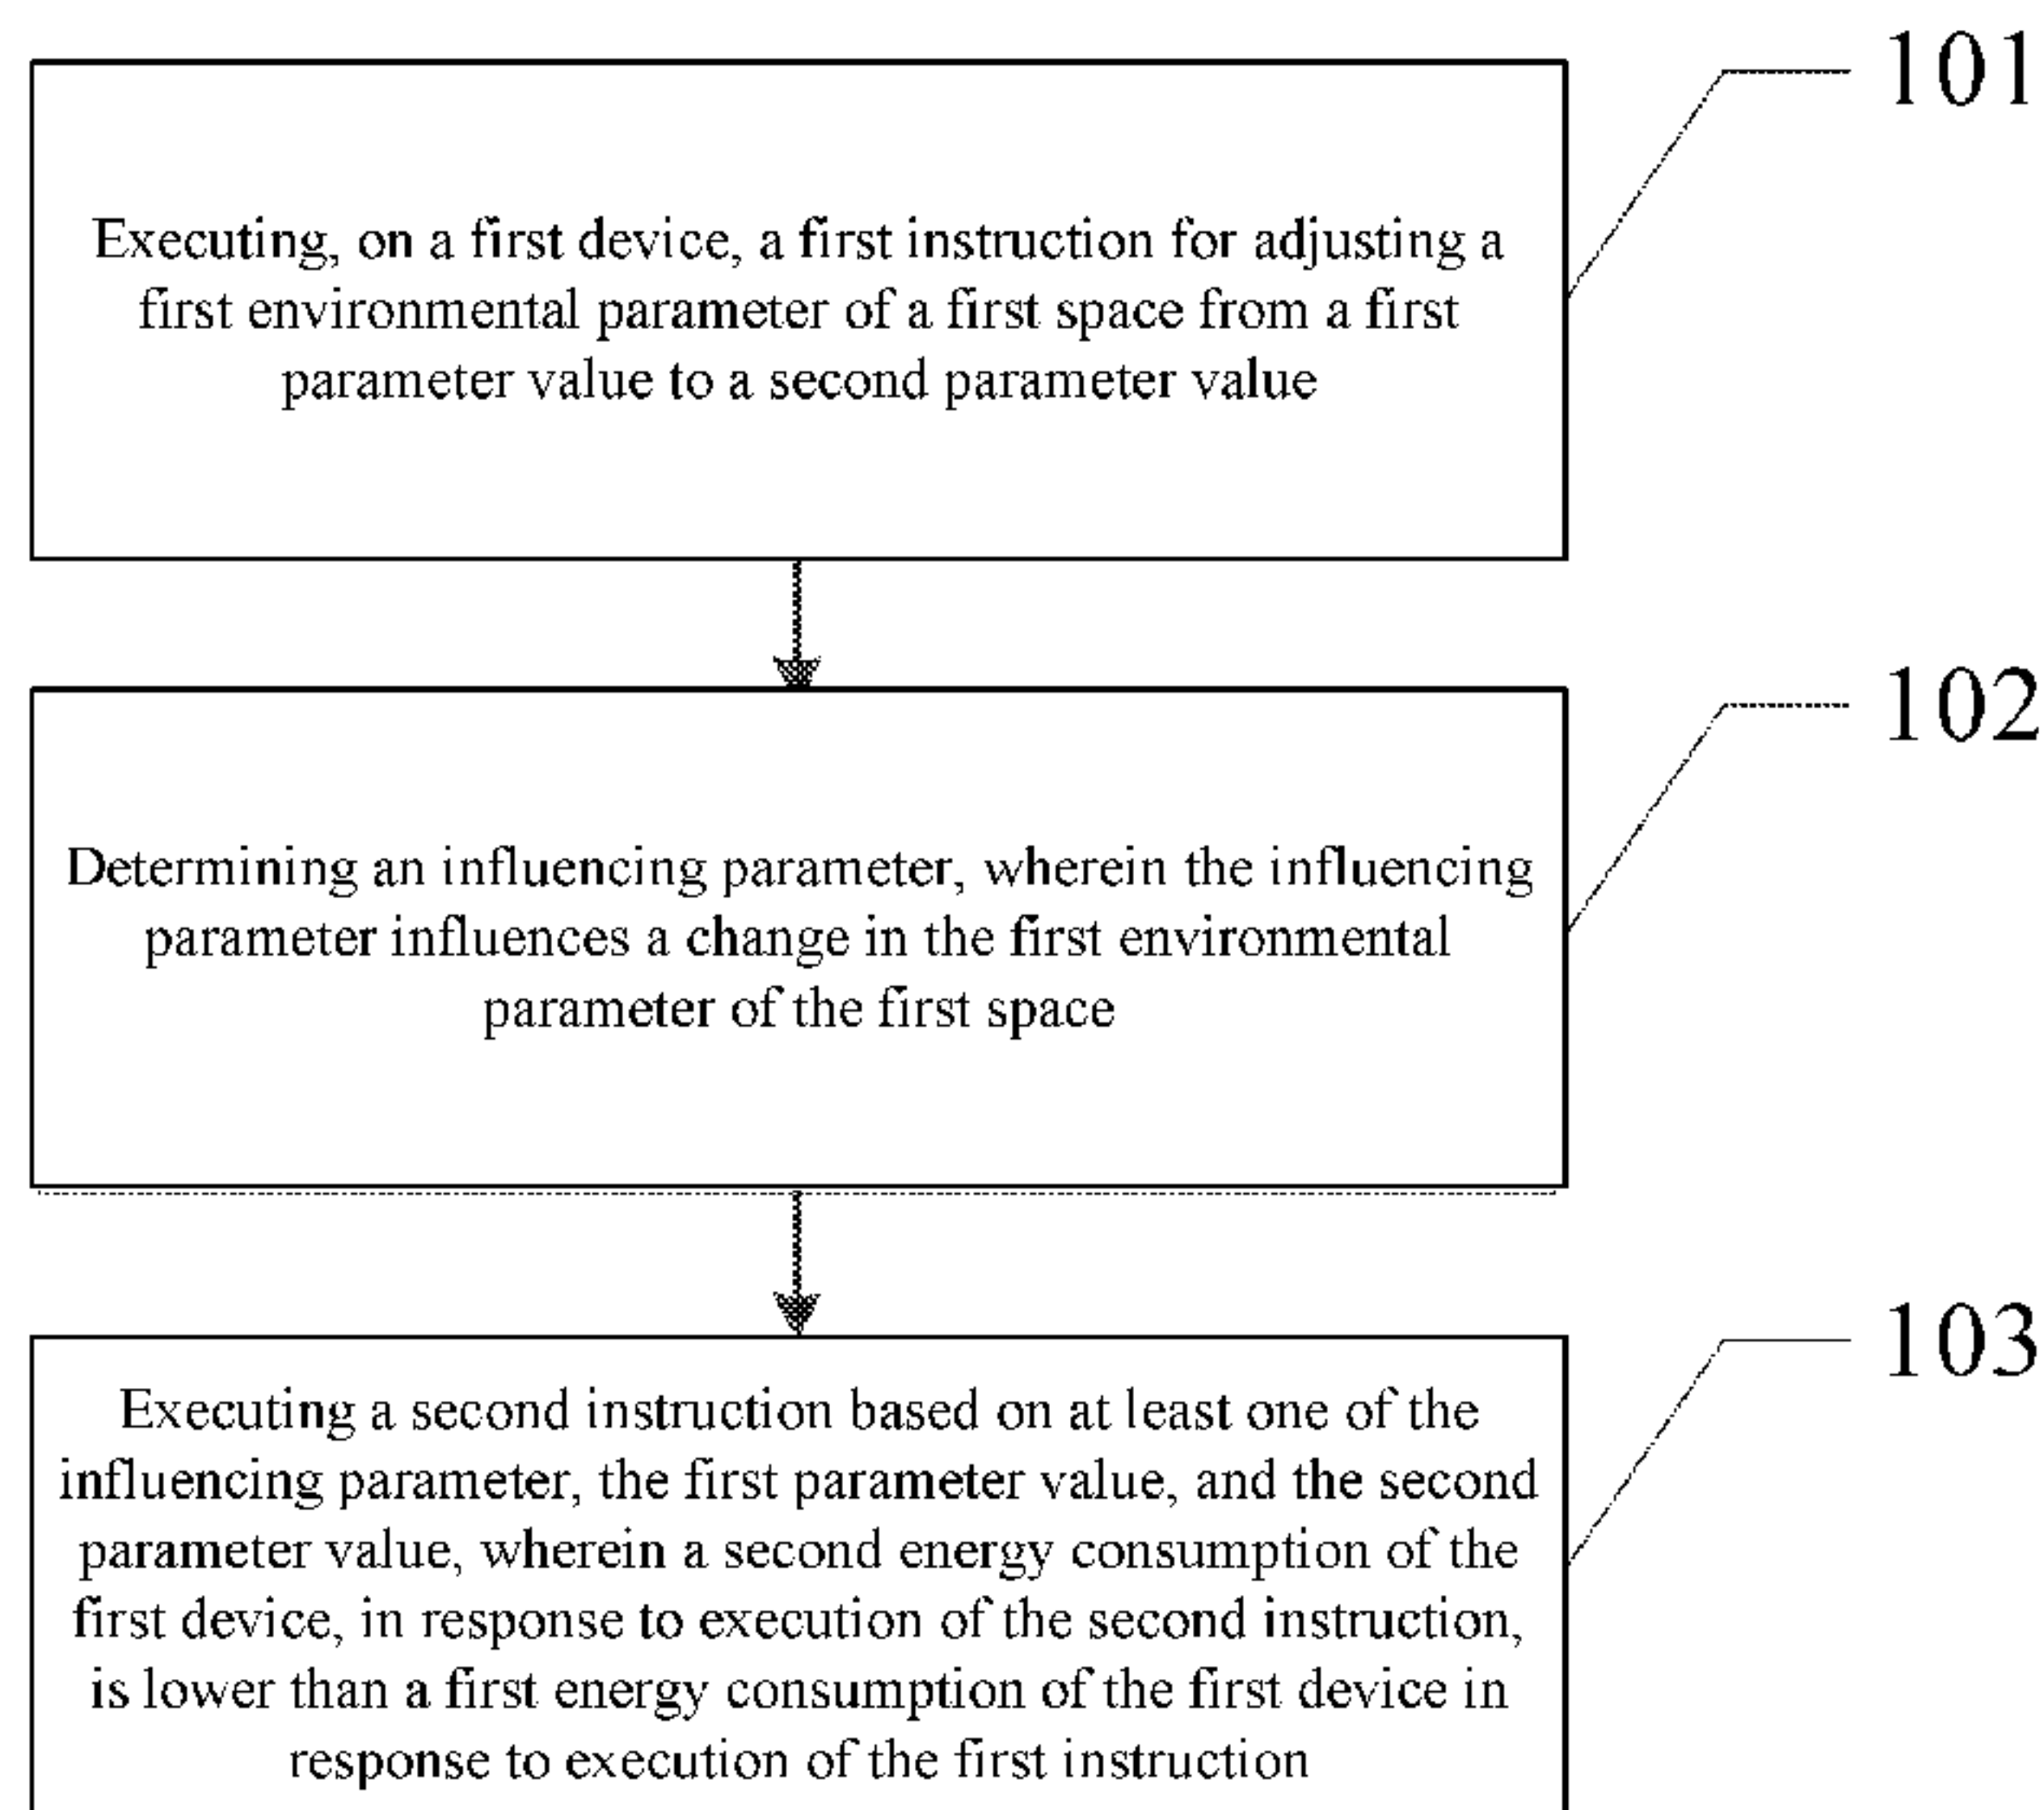 101
Executing, on a first device, a first instruction for adjusting a
first environmental parameter of a first space from a first
parameter value to a second parameter value
102
Determining an influencing parameter, wherein the influencing
parameter influences a change in the first environmental
parameter of the first space
103
Executing a second instruction based on at least one of the
influencing parameter, the first parameter value, and the second
parameter value, wherein a second energy consumption of the
first device, in response to execution of the second instruction,
is lower than a first energy consumption of the first device in
response to execution of the first instruction